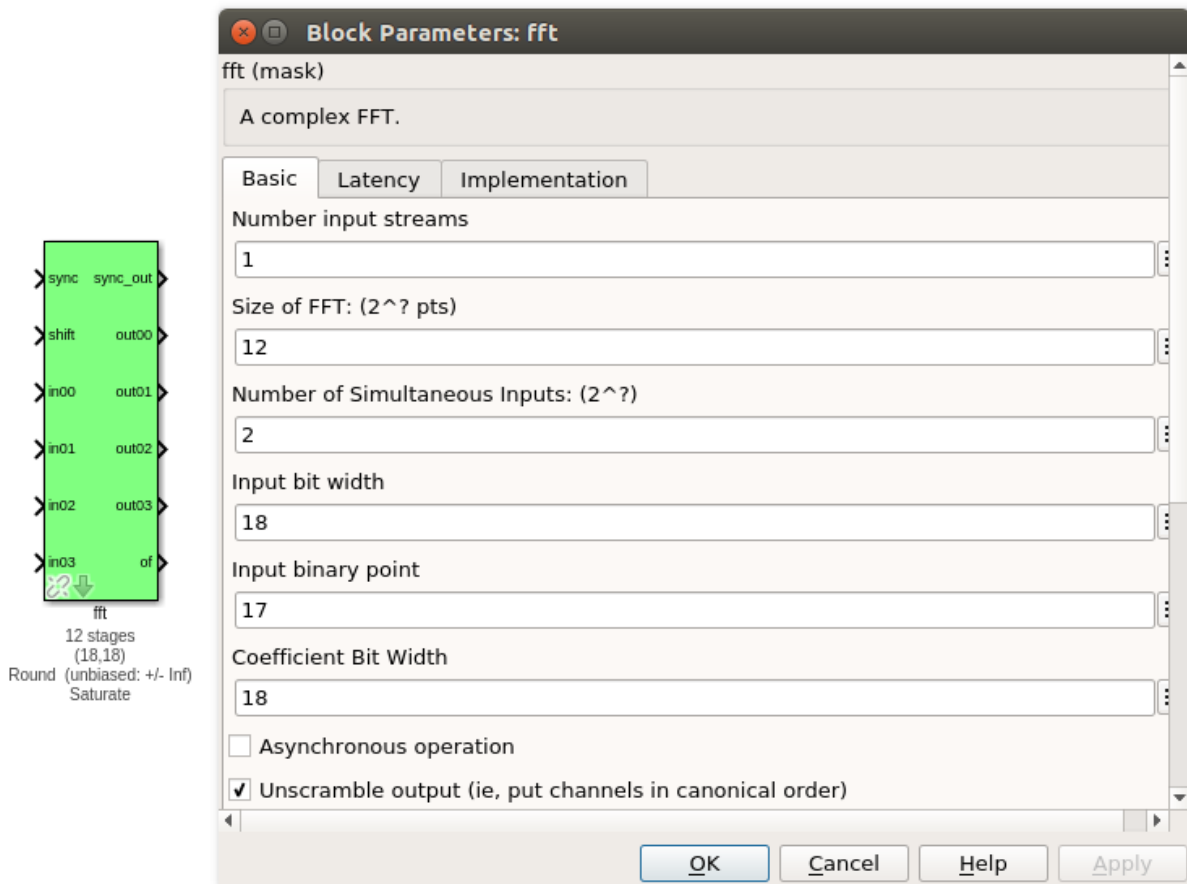 Block Parameters: fft
fft (mask)
A complex FFT.
Basic Latency Implementation
Number input streams
1
Size of FFT: (2^? pts)
12
Number of Simultaneous Inputs: (2^?)
2
Input bit width
18
Input binary point
17
Coefficient Bit Width
18
Asynchronous operation
Unscramble output (ie, put channels in canonical order)
OK Cancel Help Apply
sync sync_out
shift out00
in00 out01
in01 out02
in02 out03
in03 of
fft
12 stages
(18,18)
Round (unbiased: +/- Inf)
Saturate